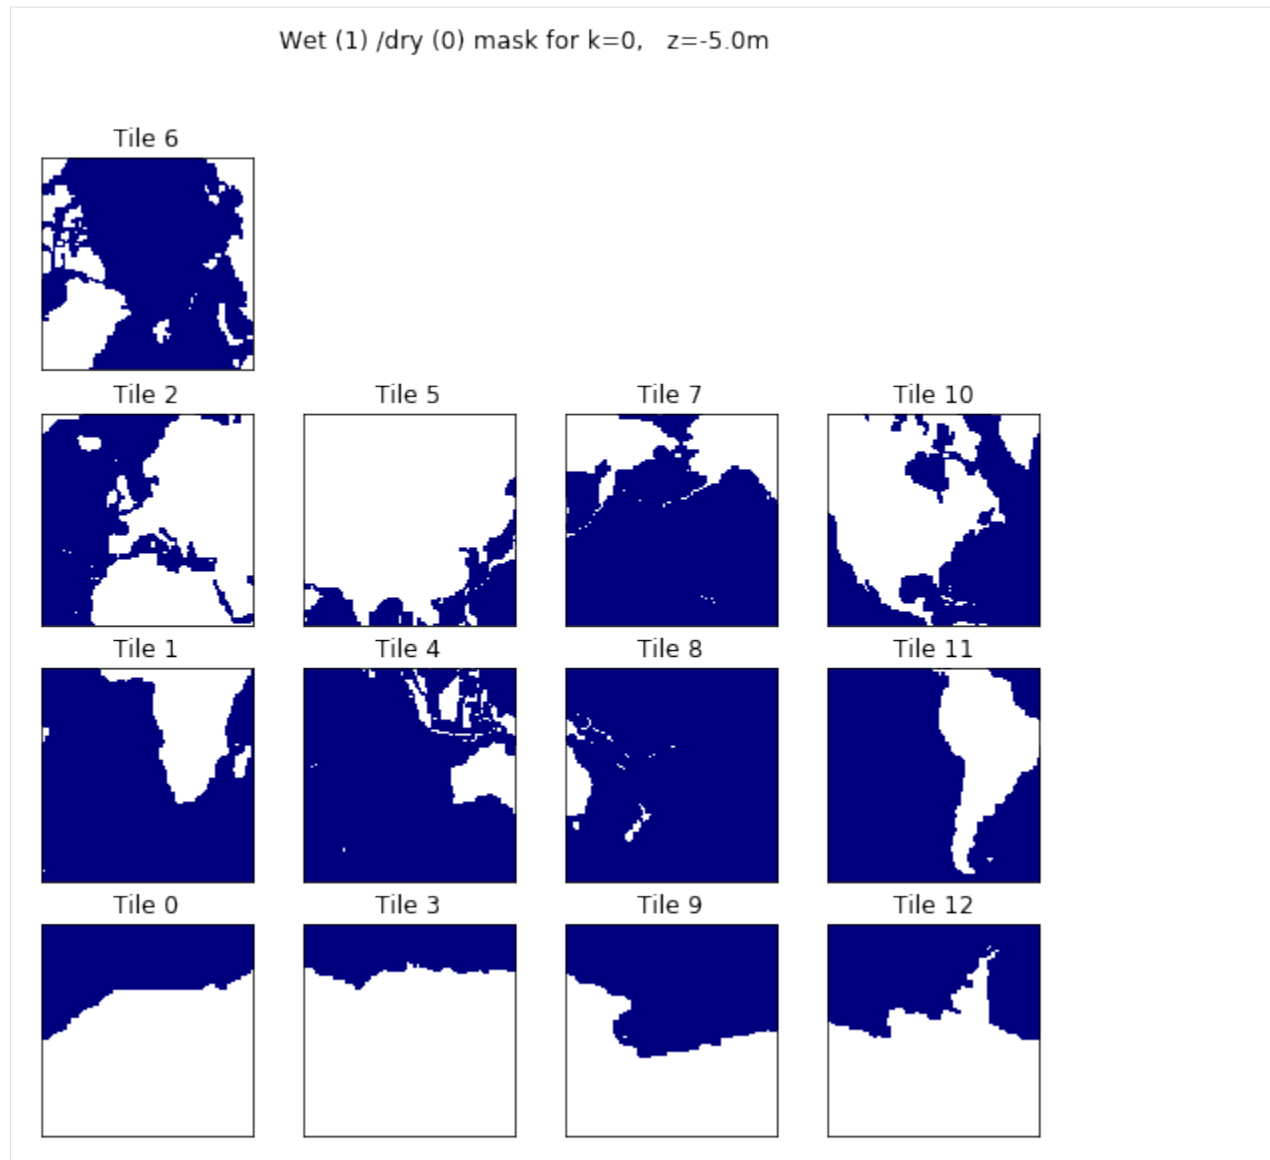 Wet (1) /dry (0) mask for k=0,   z=-5.0m
Tile 6
Tile 2
Tile 5
Tile 7
Tile 10
Tile 1
Tile 4
Tile 8
Tile 11
Tile 0
Tile 3
Tile 9
Tile 12